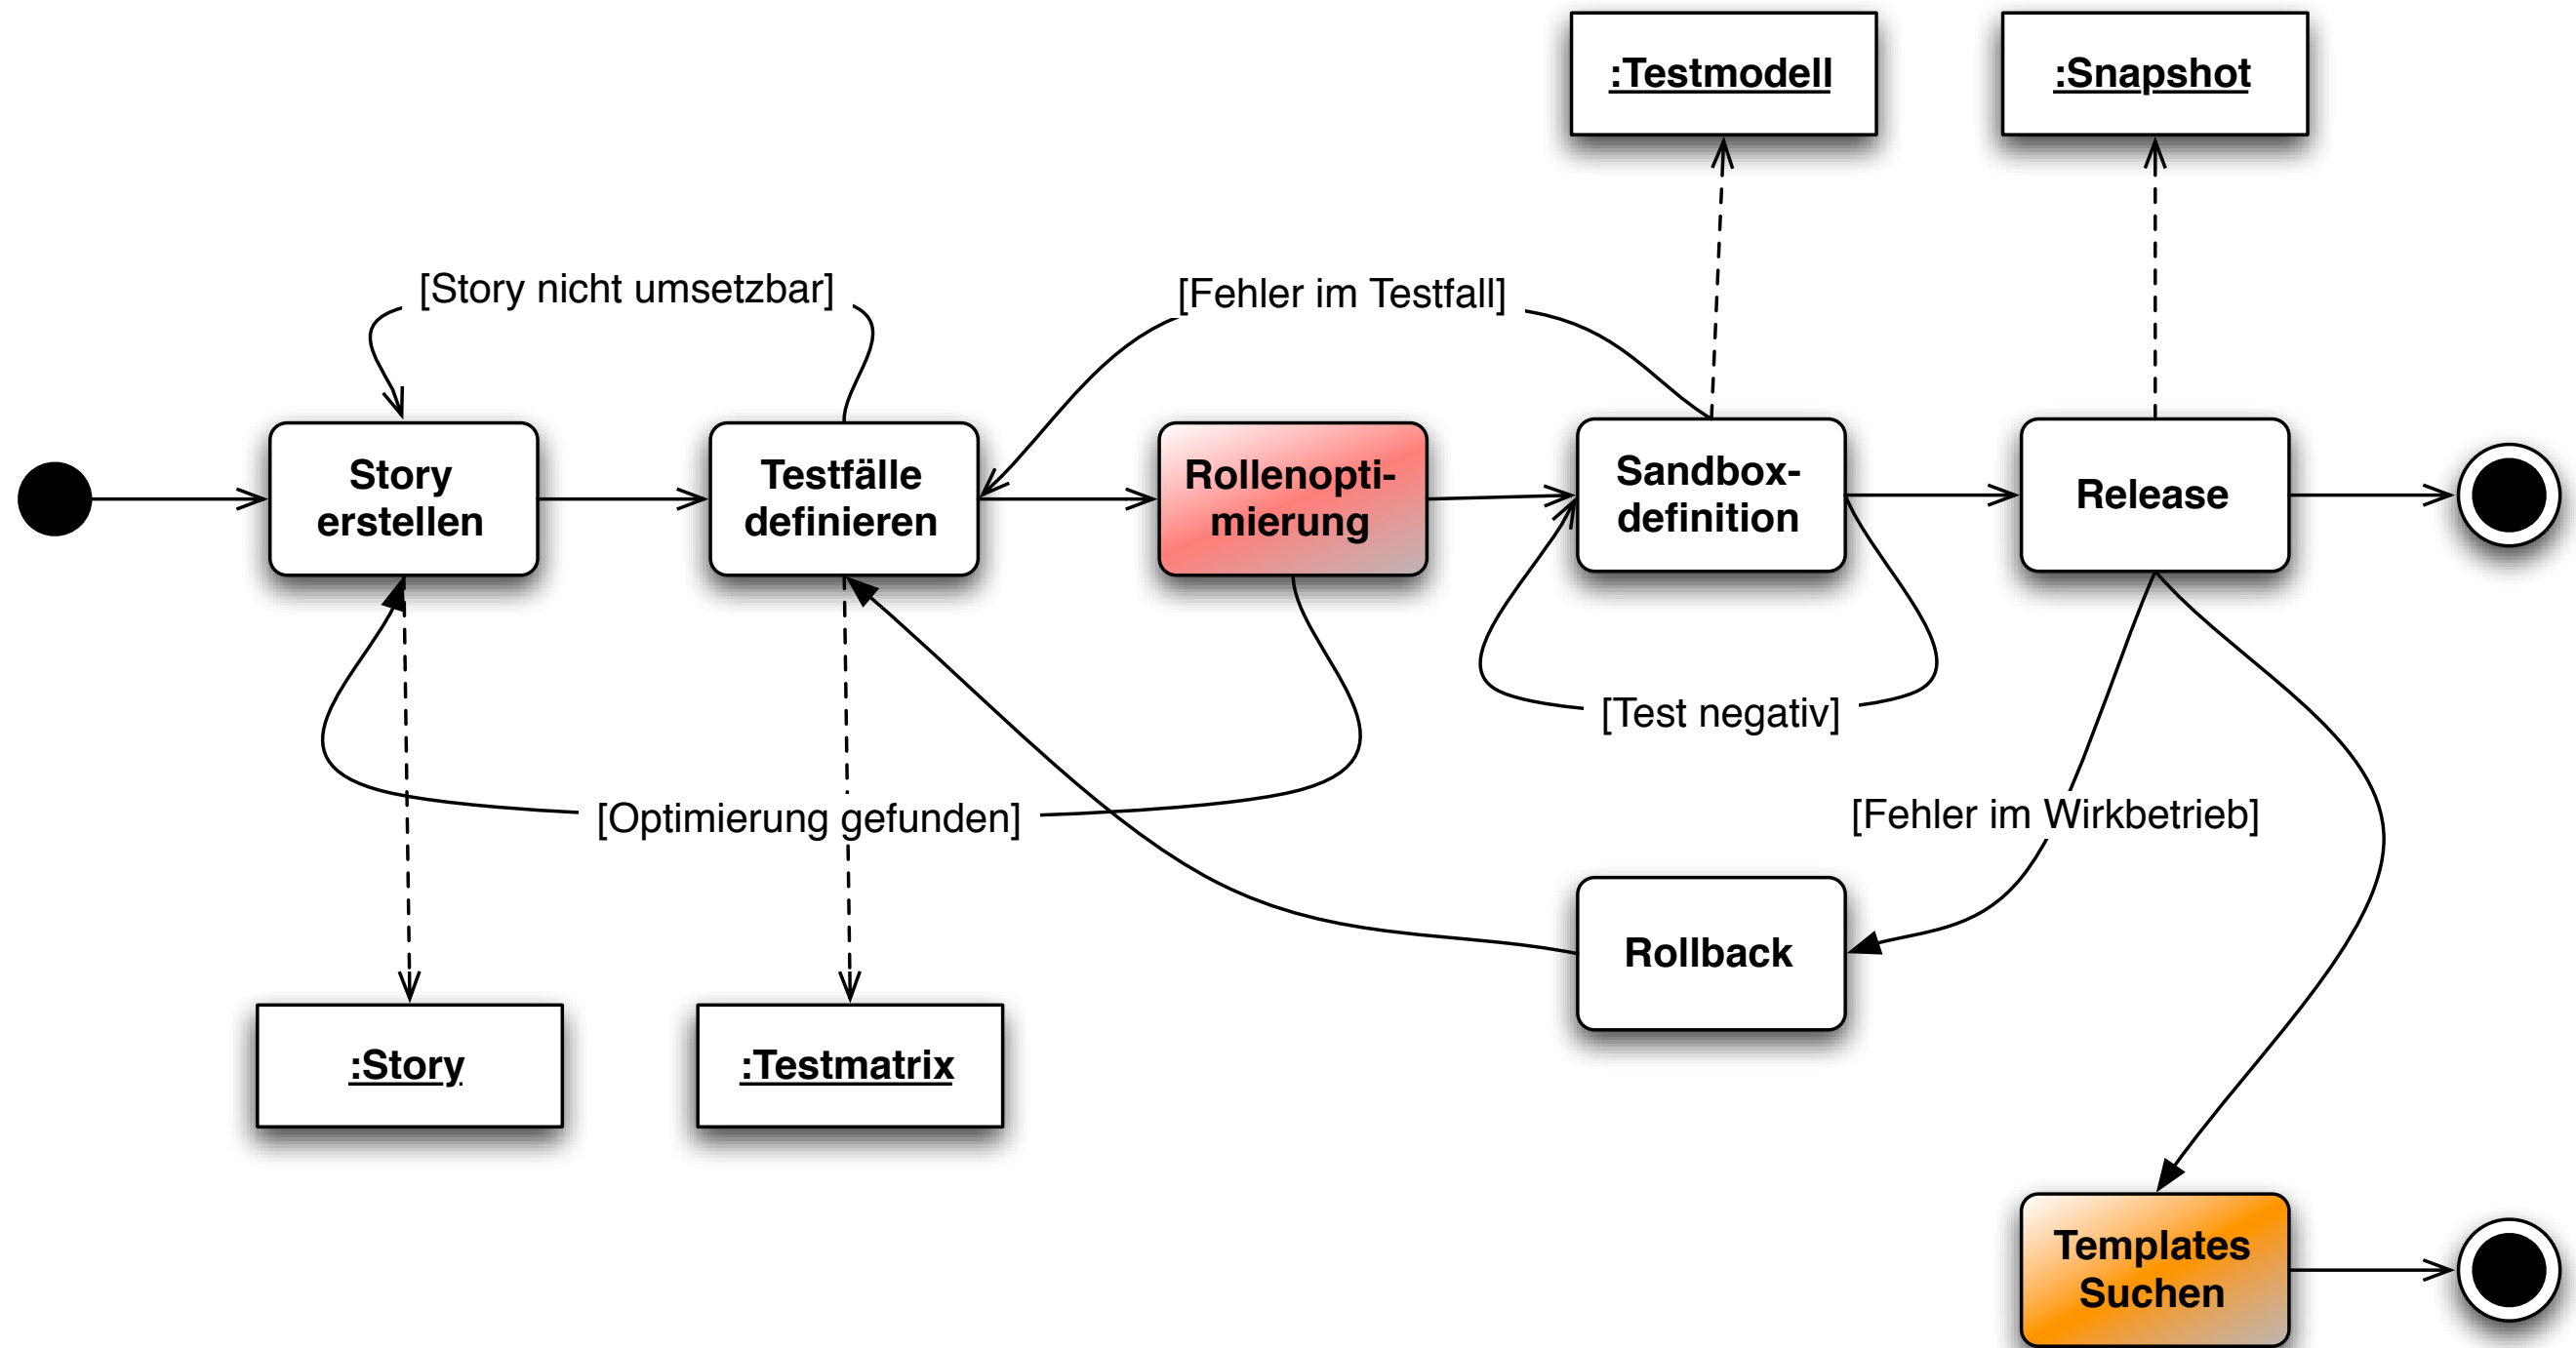 :Testmodell
:Snapshot
[Story nicht umsetzbar]
[Fehler im Testfall]
Story
erstellen
Testfälle
definieren
Rollenopti-
mierung
Sandbox-
definition
Release
[Test negativ]
[Optimierung gefunden]
[Fehler im Wirkbetrieb]
Rollback
:Story
:Testmatrix
Templates
Suchen